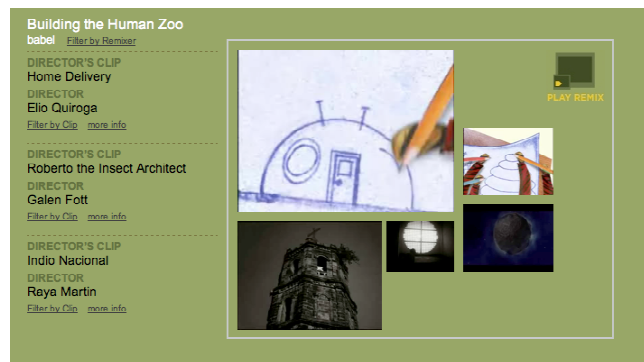 Building the Human Zoo
babel Filter by Remixer
DIRECTOR'S CLIP
Home Delivery
DIRECTOR
Elio Quiroga
Filter by Clip more info
DIRECTOR'S CLIP
Roberto the Insect Architect
DIRECTOR
Galen Fott
Filter by Clip more info
DIRECTOR'S CLIP
Indio Nacional
DIRECTOR
Raya Martin
Filter by Clip more info
PLAY REMIX